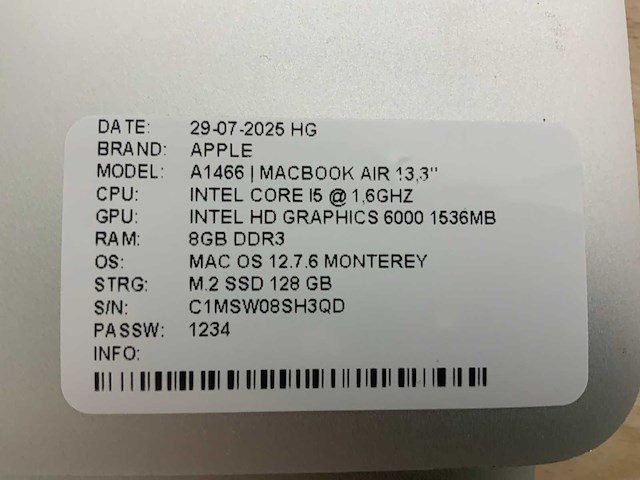 DATE: 29-07-2025 HG
BRAND: APPLE
MODEL: A1466 | MACBOOK AIR 13,3"
CPU: INTEL CORE I5 @ 1,6GHZ
GPU: INTEL HD GRAPHICS 6000 1536MB
RAM: 8GB DDR3
OS: MAC OS 12.7.6 MONTEREY
STRG: M.2 SSD 128 GB
S/N: C1MSW08SH3QD
PASSW: 1234
INFO: